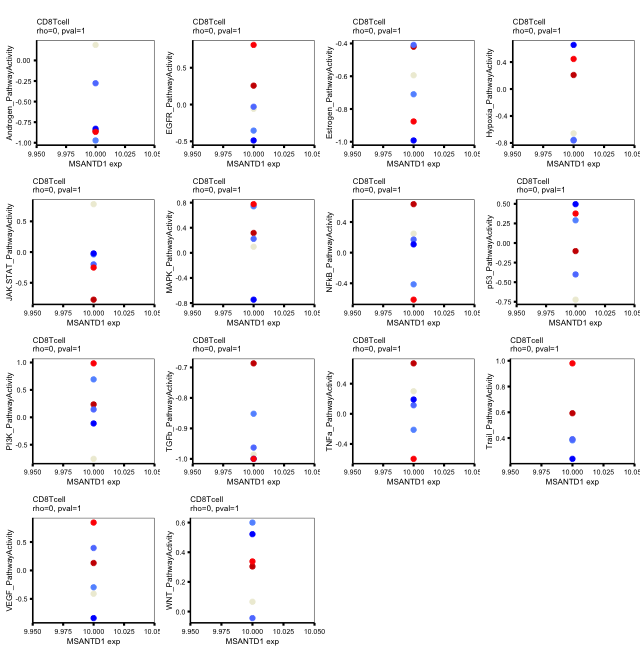 CD8Tcell
rho=0, pval=1
Androgen_PathwayActivity
0.00
-0.25
-0.50
-0.75
-1.00
9.950 9.975 10.000 10.025 10.05
MSANTD1 exp
CD8Tcell
rho=0, pval=1
EGFR_PathwayActivity
0.5
0.0
-0.5
9.950 9.975 10.000 10.025 10.05
MSANTD1 exp
CD8Tcell
rho=0, pval=1
Estrogen_PathwayActivity
-0.4
-0.6
-0.8
-1.0
9.950 9.975 10.000 10.025 10.05
MSANTD1 exp
CD8Tcell
rho=0, pval=1
Hypoxia_PathwayActivity
0.4
0.0
-0.4
-0.8
9.950 9.975 10.000 10.025 10.05
MSANTD1 exp
CD8Tcell
rho=0, pval=1
JAK.STAT_PathwayActivity
0.5
0.0
-0.5
9.950 9.975 10.000 10.025 10.05
MSANTD1 exp
CD8Tcell
rho=0, pval=1
MAPK_PathwayActivity
0.8
0.4
0.0
-0.4
-0.8
9.950 9.975 10.000 10.025 10.05
MSANTD1 exp
CD8Tcell
rho=0, pval=1
NFkB_PathwayActivity
0.4
0.0
-0.4
9.950 9.975 10.000 10.025 10.05
MSANTD1 exp
CD8Tcell
rho=0, pval=1
p53_PathwayActivity
0.50
0.25
0.00
-0.25
-0.50
-0.75
9.950 9.975 10.000 10.025 10.05
MSANTD1 exp
CD8Tcell
rho=0, pval=1
PI3K_PathwayActivity
1.0
0.5
0.0
-0.5
9.950 9.975 10.000 10.025 10.05
MSANTD1 exp
CD8Tcell
rho=0, pval=1
TGFb_PathwayActivity
-0.7
-0.8
-0.9
-1.0
9.950 9.975 10.000 10.025 10.05
MSANTD1 exp
CD8Tcell
rho=0, pval=1
TNFa_PathwayActivity
0.4
0.0
-0.4
9.950 9.975 10.000 10.025 10.05
MSANTD1 exp
CD8Tcell
rho=0, pval=1
Trail_PathwayActivity
1.0
0.8
0.6
0.4
9.950 9.975 10.000 10.025 10.05
MSANTD1 exp
CD8Tcell
rho=0, pval=1
VEGF_PathwayActivity
0.5
0.0
-0.5
9.950 9.975 10.000 10.025 10.05
MSANTD1 exp
CD8Tcell
rho=0, pval=1
WNT_PathwayActivity
0.6
0.4
0.2
0.0
9.950 9.975 10.000 10.025 10.050
MSANTD1 exp